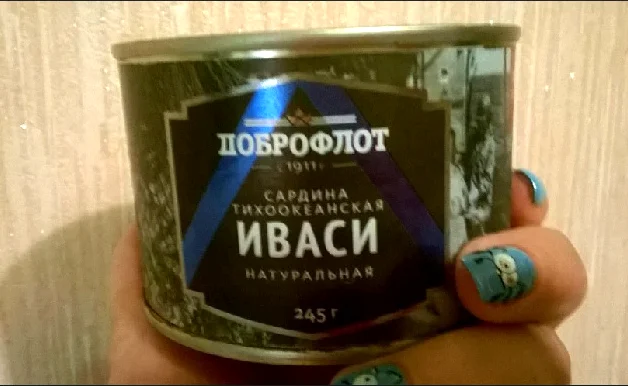 ДОБРОФЛОТ
с 1911 г
САРДИНА
ТИХООКЕАНСКАЯ
ИВАСИ
НАТУРАЛЬНАЯ
245 г